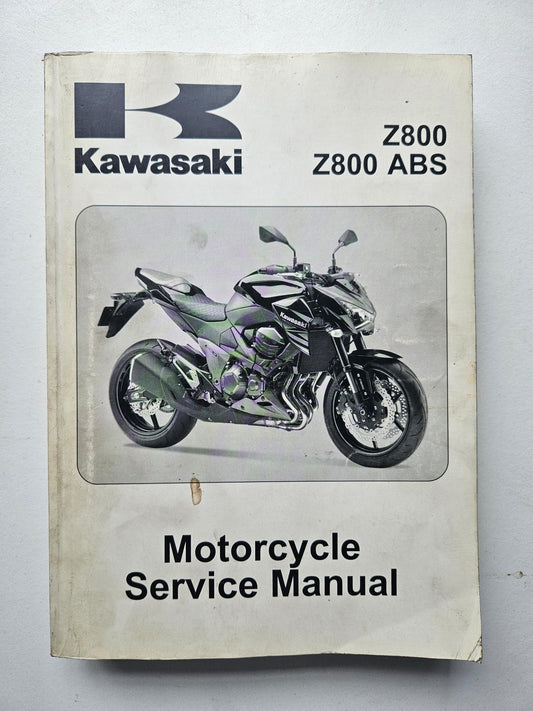 Kawasaki
Z800
Z800 ABS
Kawasaki
Motorcycle
Service Manual